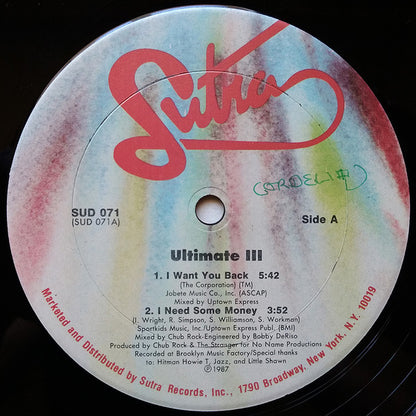 Sutra
(CORDELIA)
SUD 071
(SUD 071A)
Side A
Ultimate III
1. I Want You Back 5:42
(The Corporation) (TM)
Jobete Music Co., Inc. (ASCAP)
Mixed by Uptown Express
2. I Need Some Money 3:52
(I. Wright, R. Simpson, S. Williamson, S. Workman)
Sportkids Music, Inc./Uptown Express Publ. (BMI)
Mixed by Chub Rock-Engineered by Bobby DeRiso
Produced by Chub Rock & The Stranger for No Name Productions
Recorded at Brooklyn Music Factory/Special thanks
to: Hitman Howie T, Jazz, and Little Shawn
℗1987
Marketed and Distributed by Sutra Records, Inc., 1790 Broadway, New York, N.Y. 10019